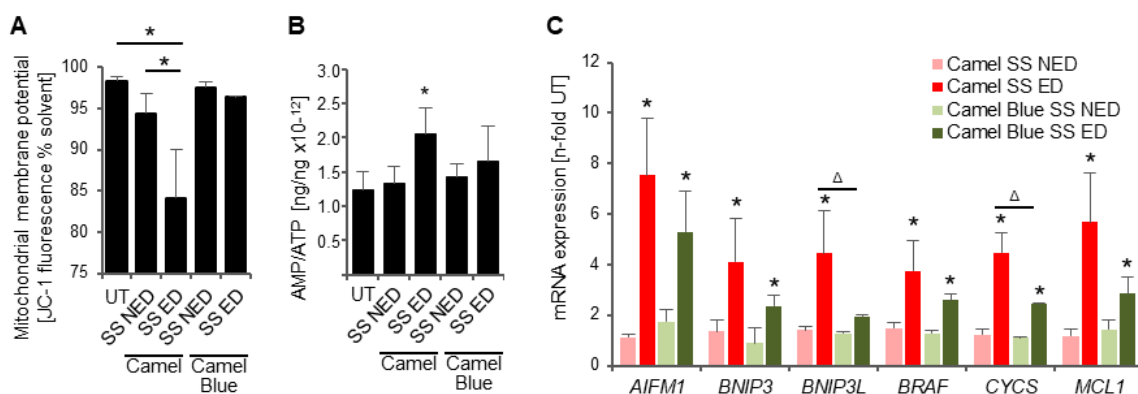 A
Mitochondrial membrane potential
[JC-1 fluorescence % solvent]
100
95
90
85
80
75
*
*
UT
SS NED
SS ED
SS NED
SS ED
Camel
Camel
Blue
B
AMP/ATP [ng/ng x10-¹²]
3.0
2.5
2.0
1.5
1.0
0.5
0.0
*
UT
SS NED
SS ED
SS NED
SS ED
Camel
Camel
Blue
C
mRNA expression [n-fold UT]
12
10
8
6
4
2
0
Camel SS NED
Camel SS ED
Camel Blue SS NED
Camel Blue SS ED
* * * * Δ * * * Δ * * * *
AIFM1 BNIP3 BNIP3L BRAF CYCS MCL1